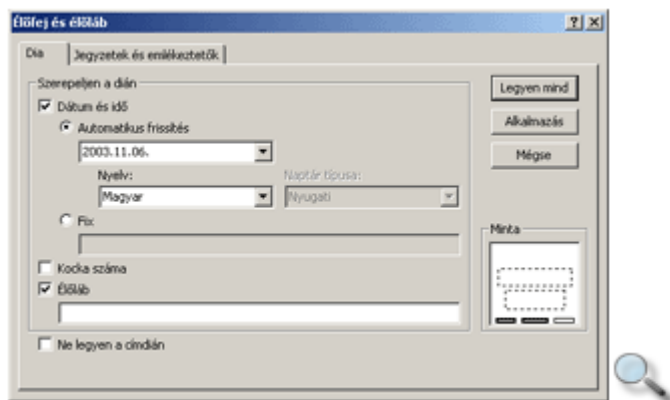 Élőfej és élőláb
Dia
Jegyzetek és emlékeztetők
Szerepeljen a dián
Legyen mind
Dátum és idő
Automatikus frissítés
Alkalmazás
2003.11.06.
Mégse
Nyelv:
Naptár típusa:
Magyar
Nyugati
Fix
Minta
Kocka száma
Élőláb
Ne legyen a címdián